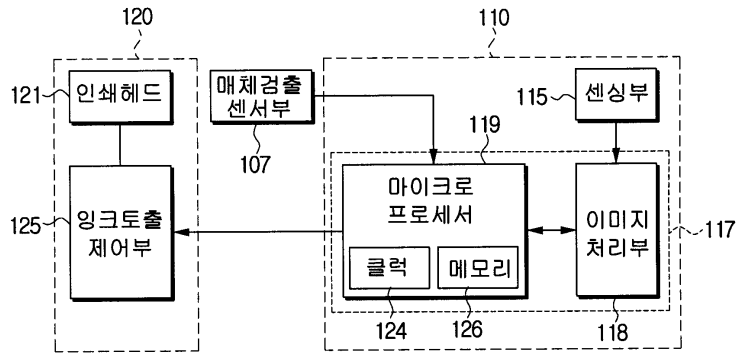 120
110
121
인쇄헤드
매체검출
센서부
107
115
센싱부
119
125
잉크토출
제어부
마이크로
프로세서
클럭
메모리
124
126
이미지
처리부
117
118